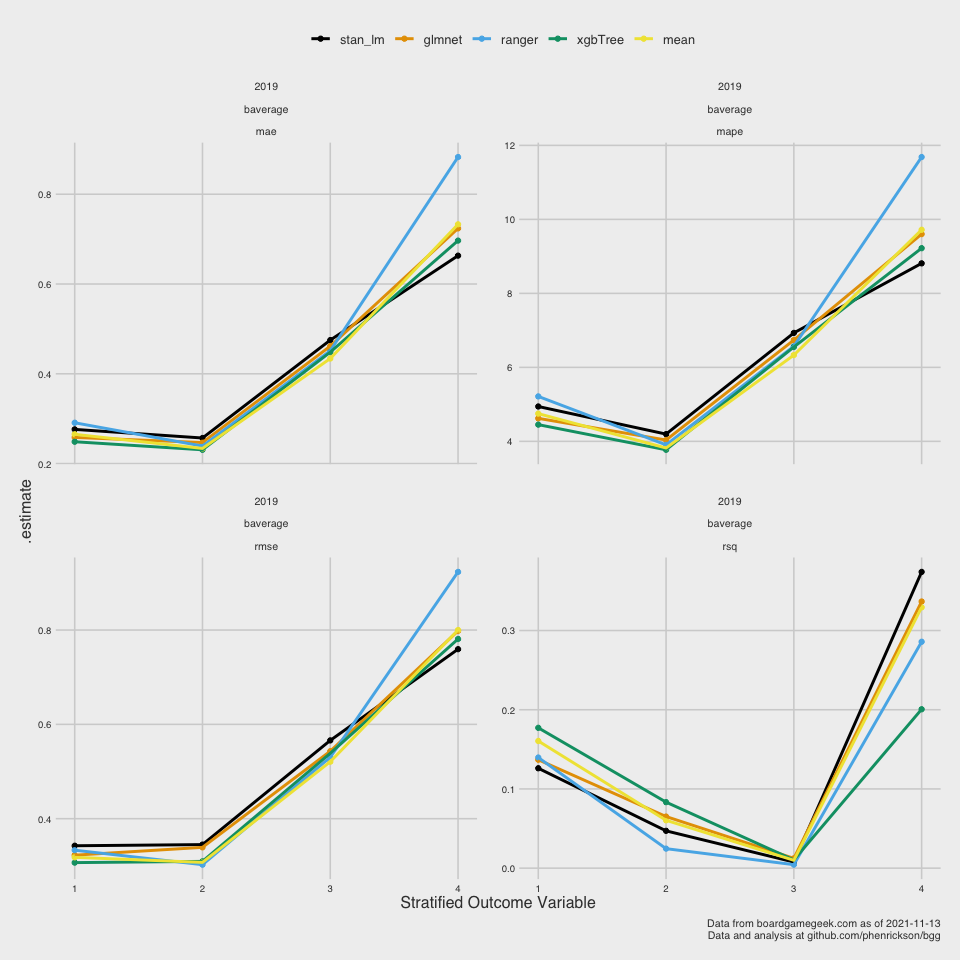 stan_lm glmnet ranger xgbTree mean
2019
baverage
mae
2019
baverage
mape
0.8
0.6
0.4
0.2
12
10
8
6
4
.estimate
2019
baverage
rmse
2019
baverage
rsq
0.8
0.6
0.4
0.3
0.2
0.1
0.0
1 2 3 4
1 2 3 4
Stratified Outcome Variable
Data from boardgamegeek.com as of 2021-11-13
Data and analysis at github.com/phenrickson/bgg